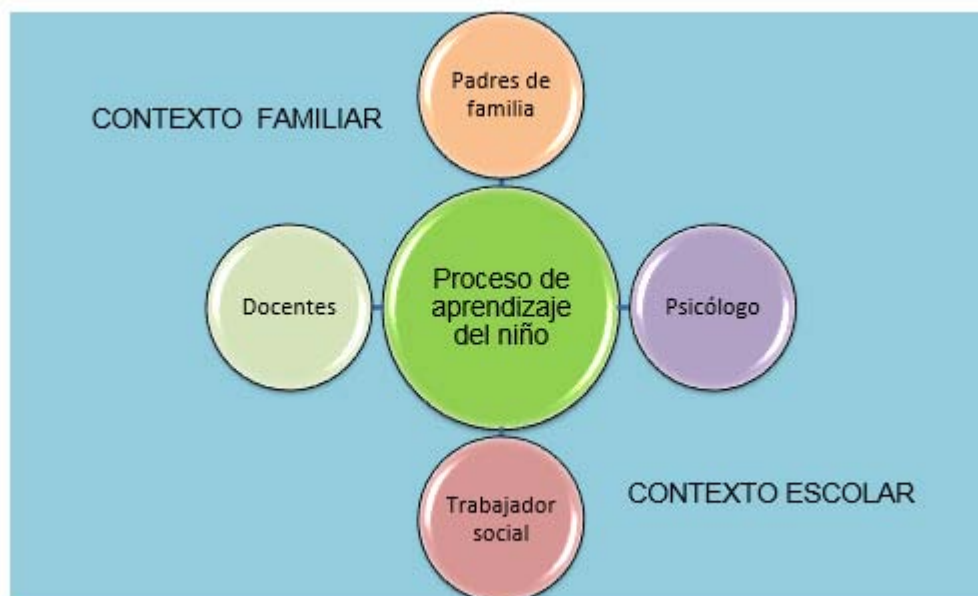 Padres de
familia
CONTEXTO FAMILIAR
Docentes
Proceso de
aprendizaje
del niño
Psicólogo
Trabajador
social
CONTEXTO ESCOLAR